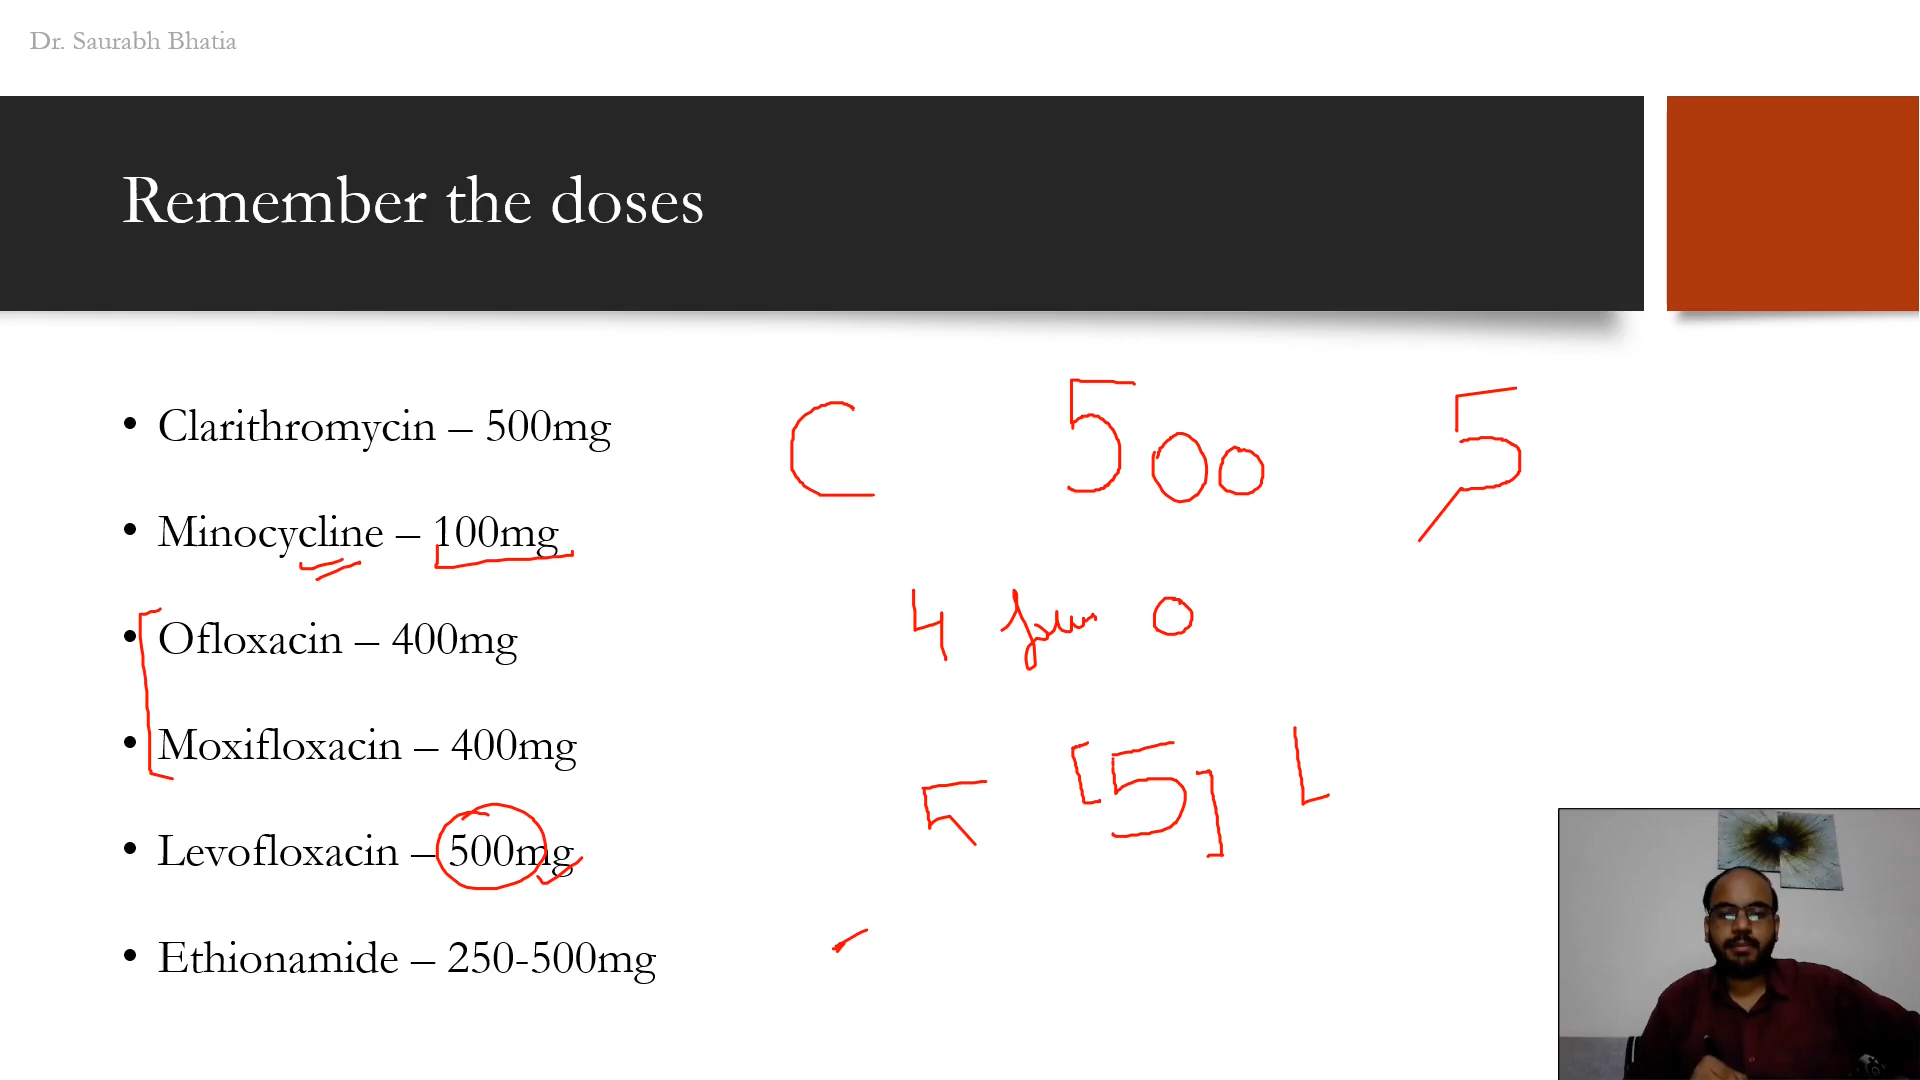 Dr. Saurabh Bhatia
Remember the doses
• Clarithromycin – 500mg
C 500 5
• Minocycline – 100mg
• Ofloxacin – 400mg
4 O
• Moxifloxacin – 400mg
[5] L
• Levofloxacin – 500mg
• Ethionamide – 250-500mg